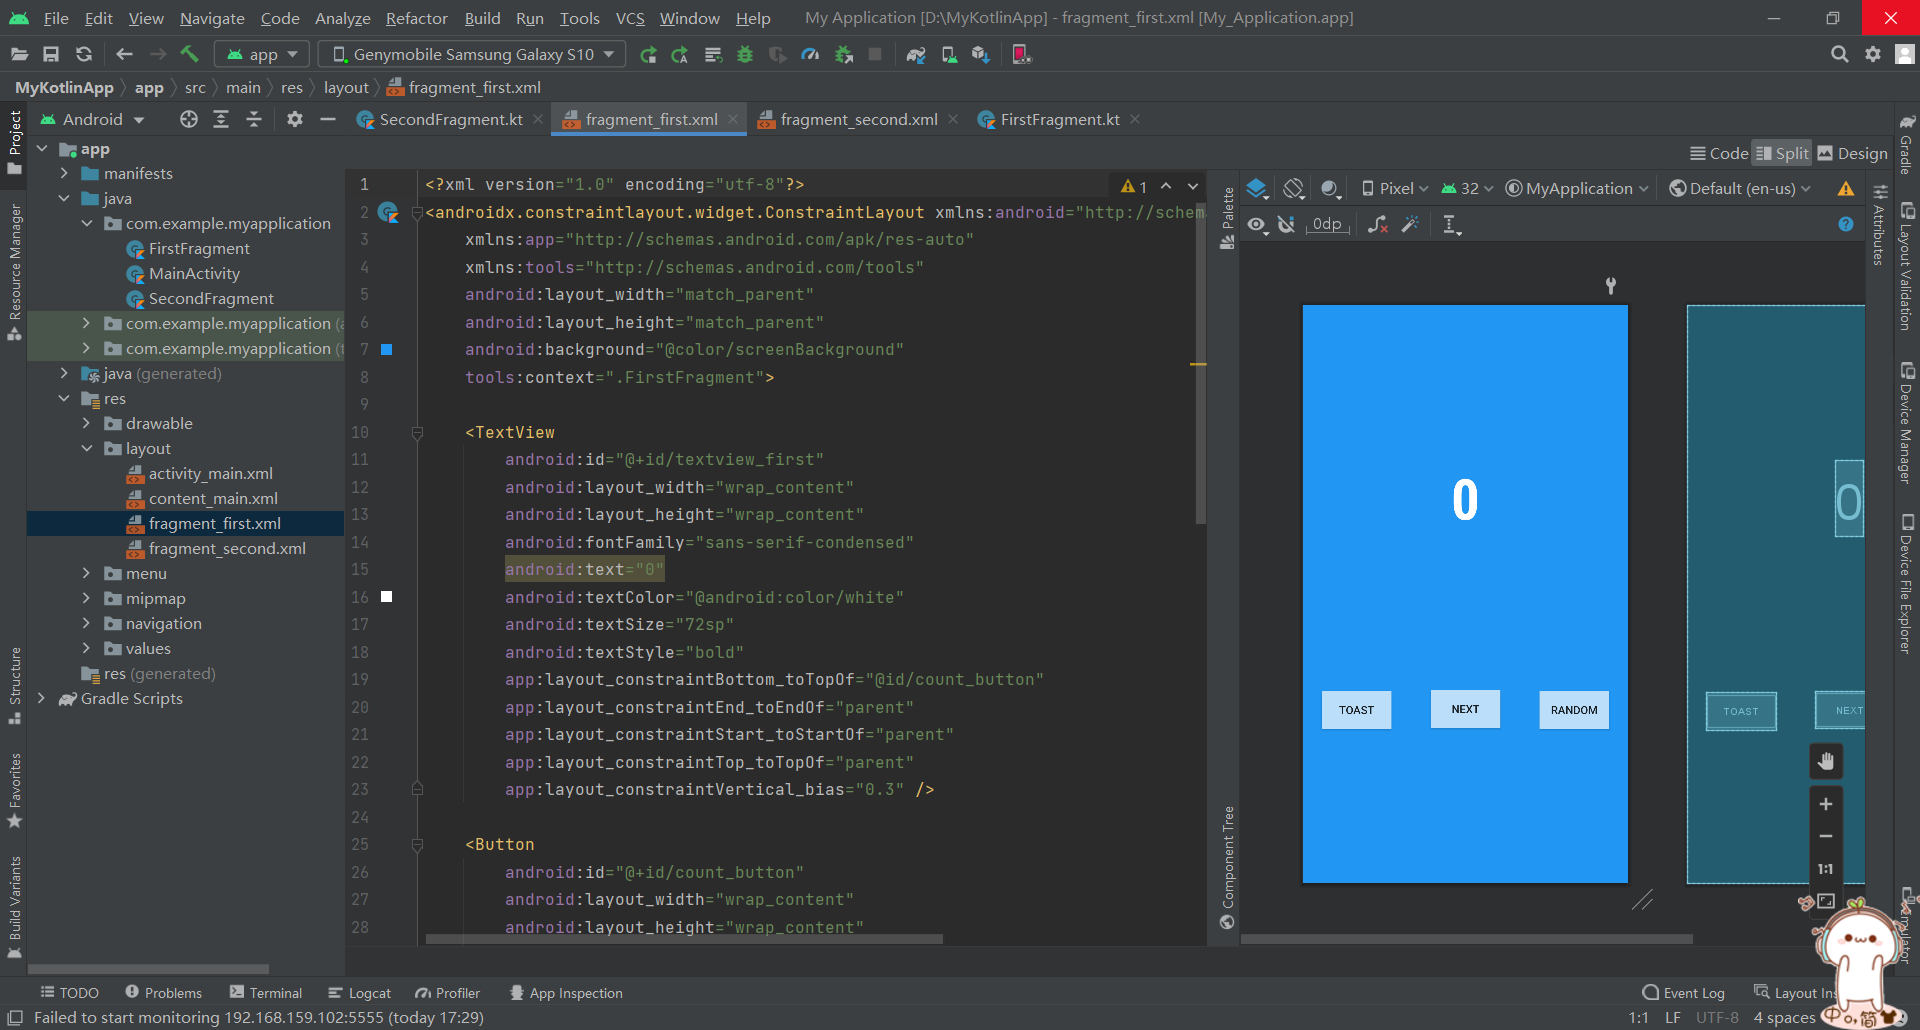 File Edit View Navigate Code Analyze Refactor Build Run Tools VCS Window Help My Application [D:\MyKotlinApp] - fragment_first.xml [My_Application.app]
app Genymobile Samsung Galaxy S10
MyKotlinApp app src main res layout fragment_first.xml
Android SecondFragment.kt fragment_first.xml fragment_second.xml FirstFragment.kt
Code Split Design
Project
Resource Manager
Structure
Favorites
Build Variants
app
manifests
java
com.example.myapplication
FirstFragment
MainActivity
SecondFragment
com.example.myapplication (
com.example.myapplication (
java (generated)
res
drawable
layout
activity_main.xml
content_main.xml
fragment_first.xml
fragment_second.xml
menu
mipmap
navigation
values
res (generated)
Gradle Scripts
1 <?xml version="1.0" encoding="utf-8"?>
2 <androidx.constraintlayout.widget.ConstraintLayout xmlns:android="http://schem
3 xmlns:app="http://schemas.android.com/apk/res-auto"
4 xmlns:tools="http://schemas.android.com/tools"
5 android:layout_width="match_parent"
6 android:layout_height="match_parent"
7 android:background="@color/screenBackground"
8 tools:context=".FirstFragment">
9
10 <TextView
11 android:id="@+id/textview_first"
12 android:layout_width="wrap_content"
13 android:layout_height="wrap_content"
14 android:fontFamily="sans-serif-condensed"
15 android:text="0"
16 android:textColor="@android:color/white"
17 android:textSize="72sp"
18 android:textStyle="bold"
19 app:layout_constraintBottom_toTopOf="@id/count_button"
20 app:layout_constraintEnd_toEndOf="parent"
21 app:layout_constraintStart_toStartOf="parent"
22 app:layout_constraintTop_toTopOf="parent"
23 app:layout_constraintVertical_bias="0.3" />
24
25 <Button
26 android:id="@+id/count_button"
27 android:layout_width="wrap_content"
28 android:layout_height="wrap_content"
1
Palette
Component Tree
Pixel 32 MyApplication Default (en-us)
0dp
0
TOAST NEXT RANDOM
0
TOAST NEXT
1:1
Attributes
Gradle
Layout Validation
Device Manager
Device File Explorer
TODO Problems Terminal Logcat Profiler App Inspection Event Log Layout Ins
Failed to start monitoring 192.168.159.102:5555 (today 17:29) 1:1 LF UTF-8 4 spaces
中 简